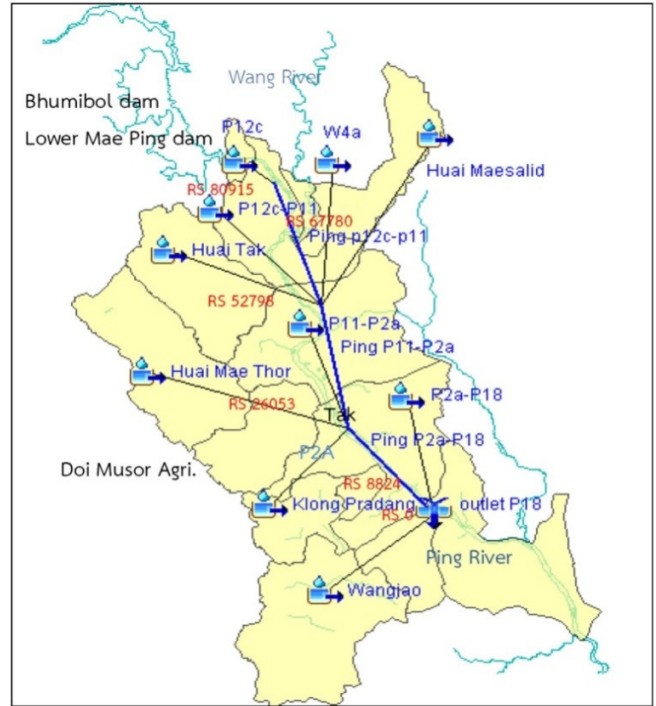 Wang River
Bhumibol dam
Lower Mae Ping dam
P12c
W4a
Huai Maesalid
RS 80915
P12c-P11
RS 67780
Ping-p12c-p11
Huai Tak
RS 52798
P11-P2a
Ping P11-P2a
Huai Mae Thor
RS 26053
P2a-P18
Tak
Ping P2a-P18
P2A
Doi Musor Agri.
RS 8824
Klong Pradang
RS 0
outlet P18
Ping River
Wangjao